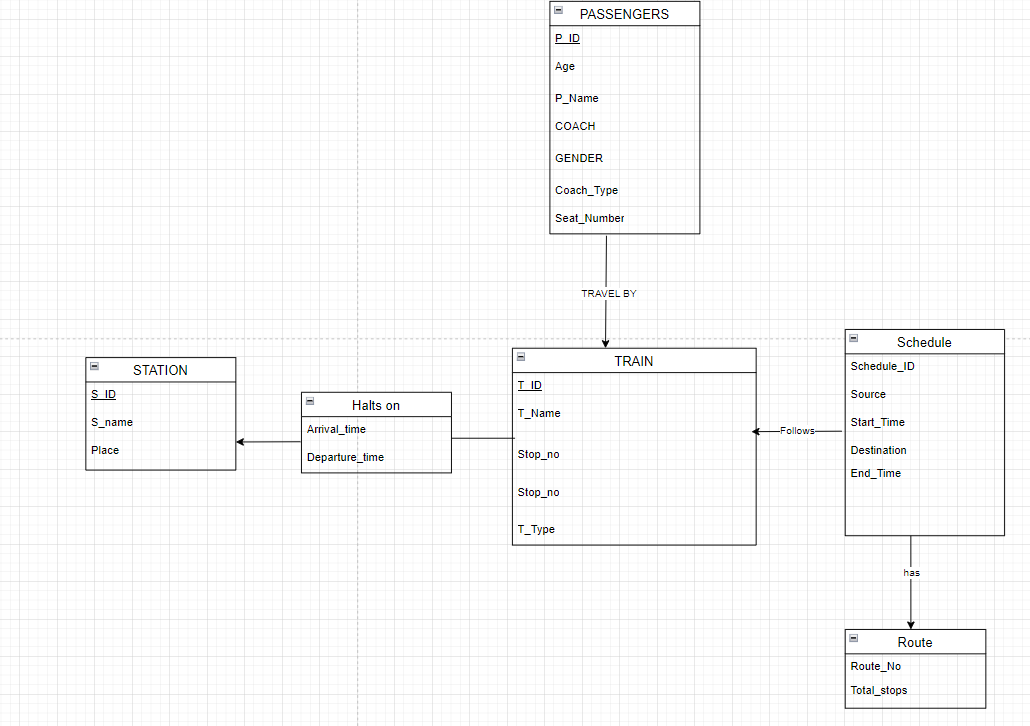 PASSENGERS
P_ID
Age
P_Name
COACH
GENDER
Coach_Type
Seat_Number
TRAVEL BY
STATION
S_ID
S_name
Place
Halts on
Arrival_time
Departure_time
TRAIN
T_ID
T_Name
Stop_no
Stop_no
T_Type
Follows
Schedule
Schedule_ID
Source
Start_Time
Destination
End_Time
has
Route
Route_No
Total_stops